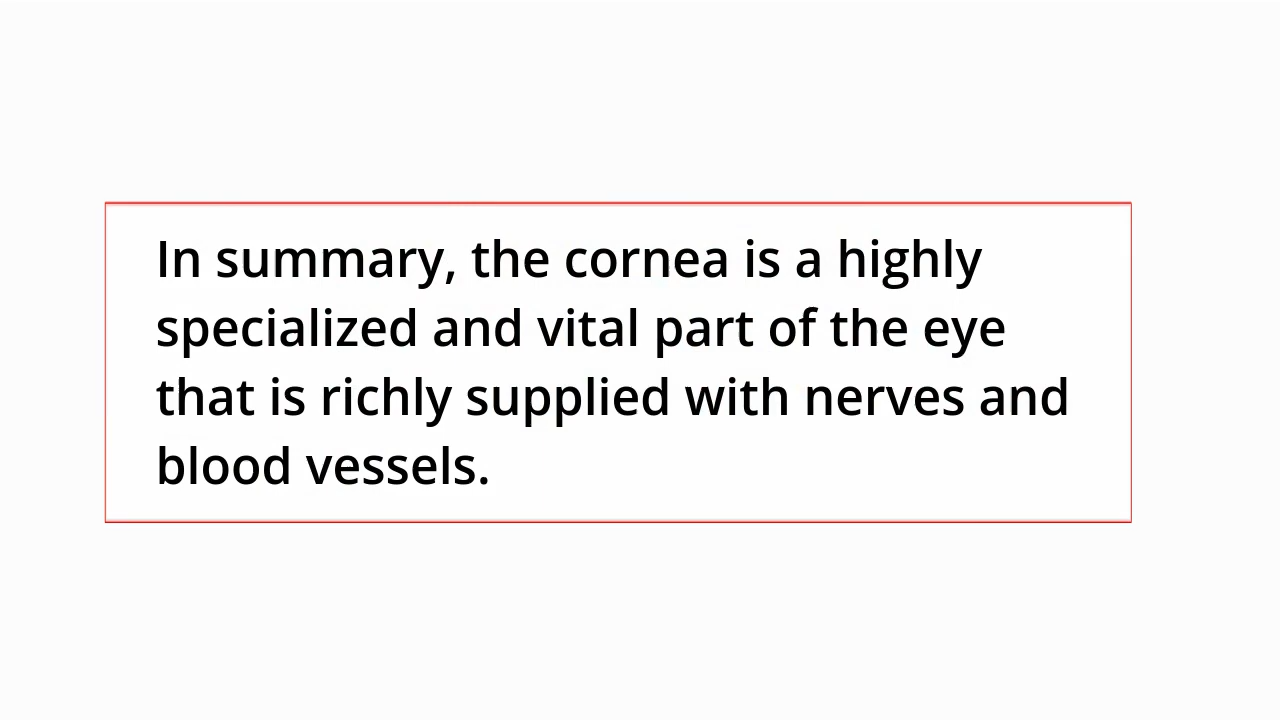 In summary, the cornea is a highly
specialized and vital part of the eye
that is richly supplied with nerves and
blood vessels.